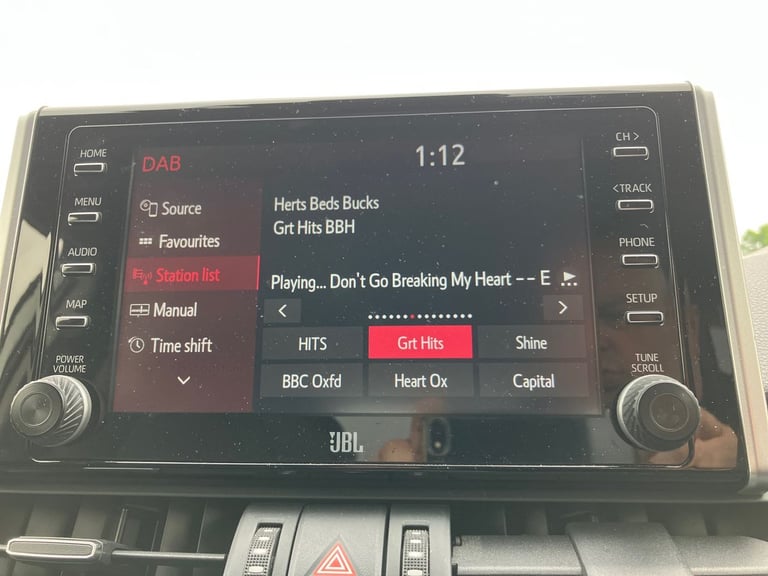 HOME
MENU
AUDIO
MAP
POWER
VOLUME
DAB
1:12
Source
Favourites
Station list
Manual
Time shift
Herts Beds Bucks
Grt Hits BBH
Playing... Don't Go Breaking My Heart -- E ...
HITS
Grt Hits
Shine
BBC Oxfd
Heart Ox
Capital
CH >
< TRACK
PHONE
SETUP
TUNE
SCROLL
JBL